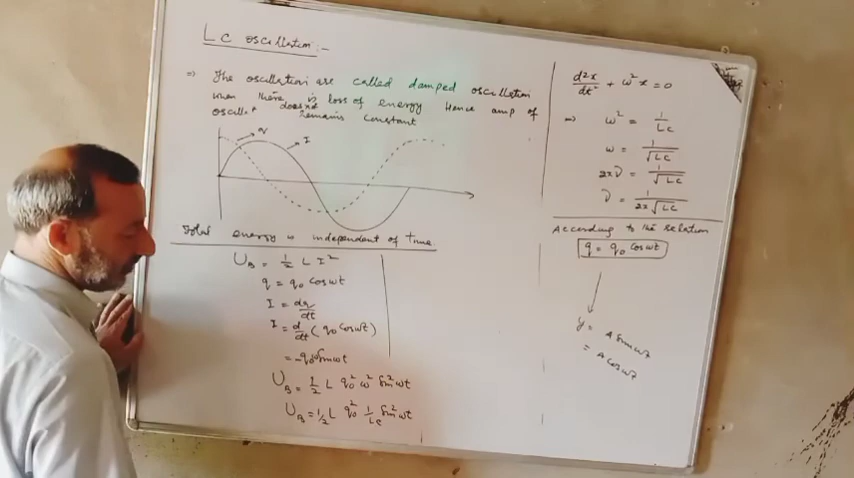 Lc oscillation:-
=> The oscillation are called damped oscillation
when there is loss of energy Hence amp of
oscillat does not remains constant
I
Total energy is independent of Time.
U_B = 1/2 L I²
q = q₀ cos ωt
I = dq/dt
I = d/dt (q₀ cos ωt)
= -q₀ω Sin ωt
U_B = 1/2 L q₀² ω² Sin² ωt
U_B = 1/2 L q₀² 1/Lc Sin² ωt
d²x/dt² + ω²x = 0
=> ω² = 1/Lc
ω = 1/√Lc
2πν = 1/√Lc
ν = 1/2π√Lc
According to the relation
q = q₀ cos ωt
y = A Sin ωt
= A cos ωt